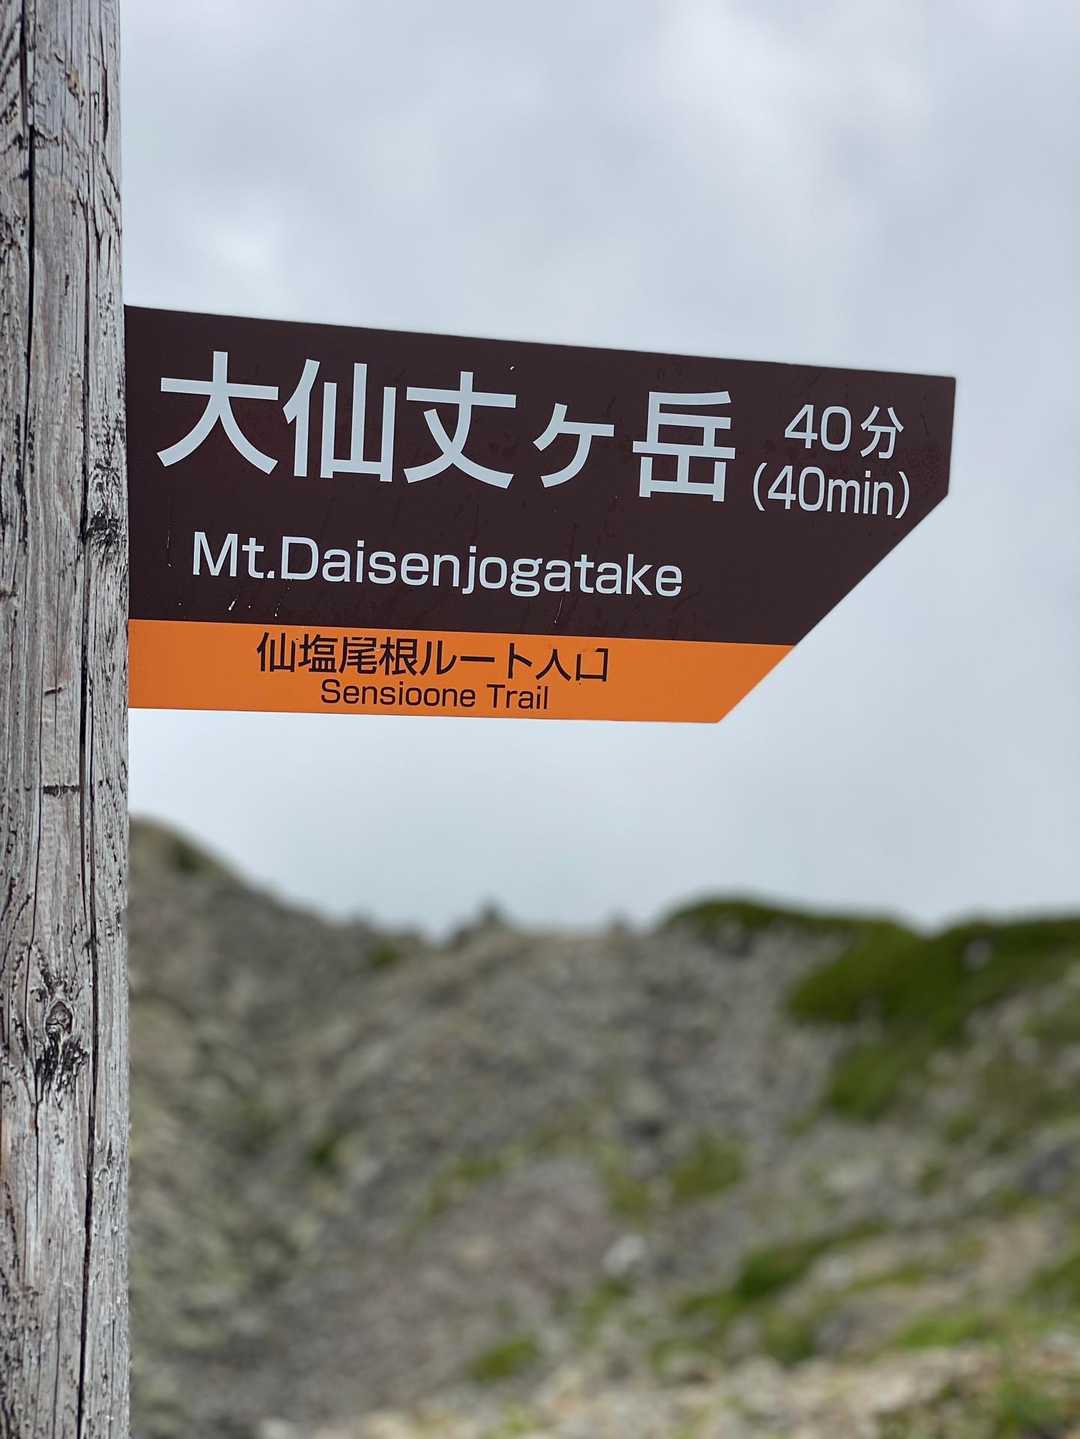 大仙丈ヶ岳 40分
(40min)
Mt.Daisenjogatake
仙塩尾根ルート入口
Sensioone Trail